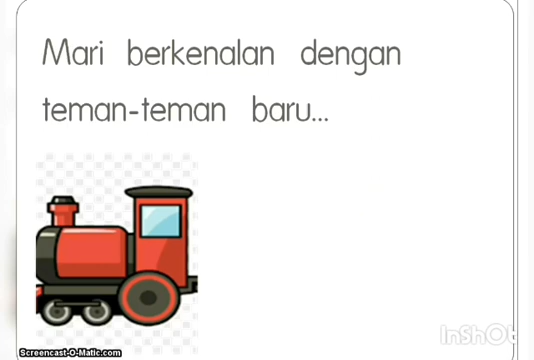 Mari berkenalan dengan
teman-teman baru...
InShOt
Screencast-O-Matic.com